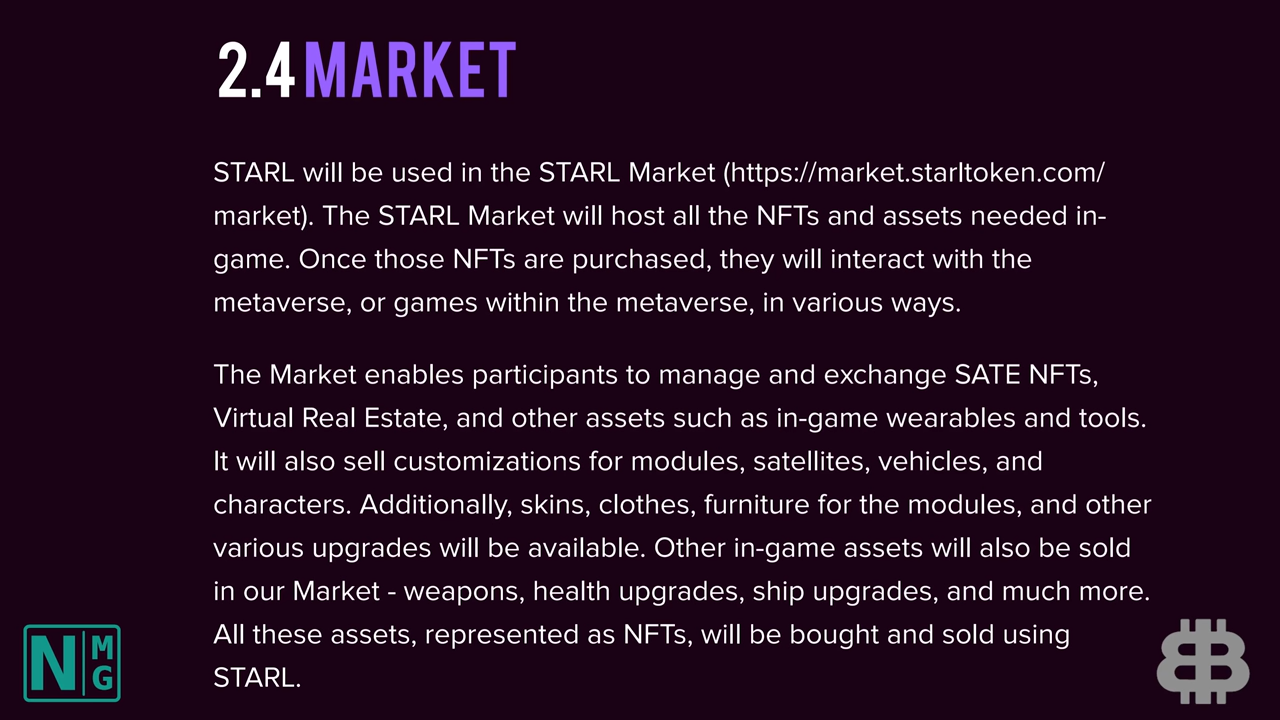 2.4 MARKET
STARL will be used in the STARL Market (https://market.starltoken.com/
market). The STARL Market will host all the NFTs and assets needed in-
game. Once those NFTs are purchased, they will interact with the
metaverse, or games within the metaverse, in various ways.
The Market enables participants to manage and exchange SATE NFTs,
Virtual Real Estate, and other assets such as in-game wearables and tools.
It will also sell customizations for modules, satellites, vehicles, and
characters. Additionally, skins, clothes, furniture for the modules, and other
various upgrades will be available. Other in-game assets will also be sold
in our Market - weapons, health upgrades, ship upgrades, and much more.
All these assets, represented as NFTs, will be bought and sold using
STARL.
N M
G